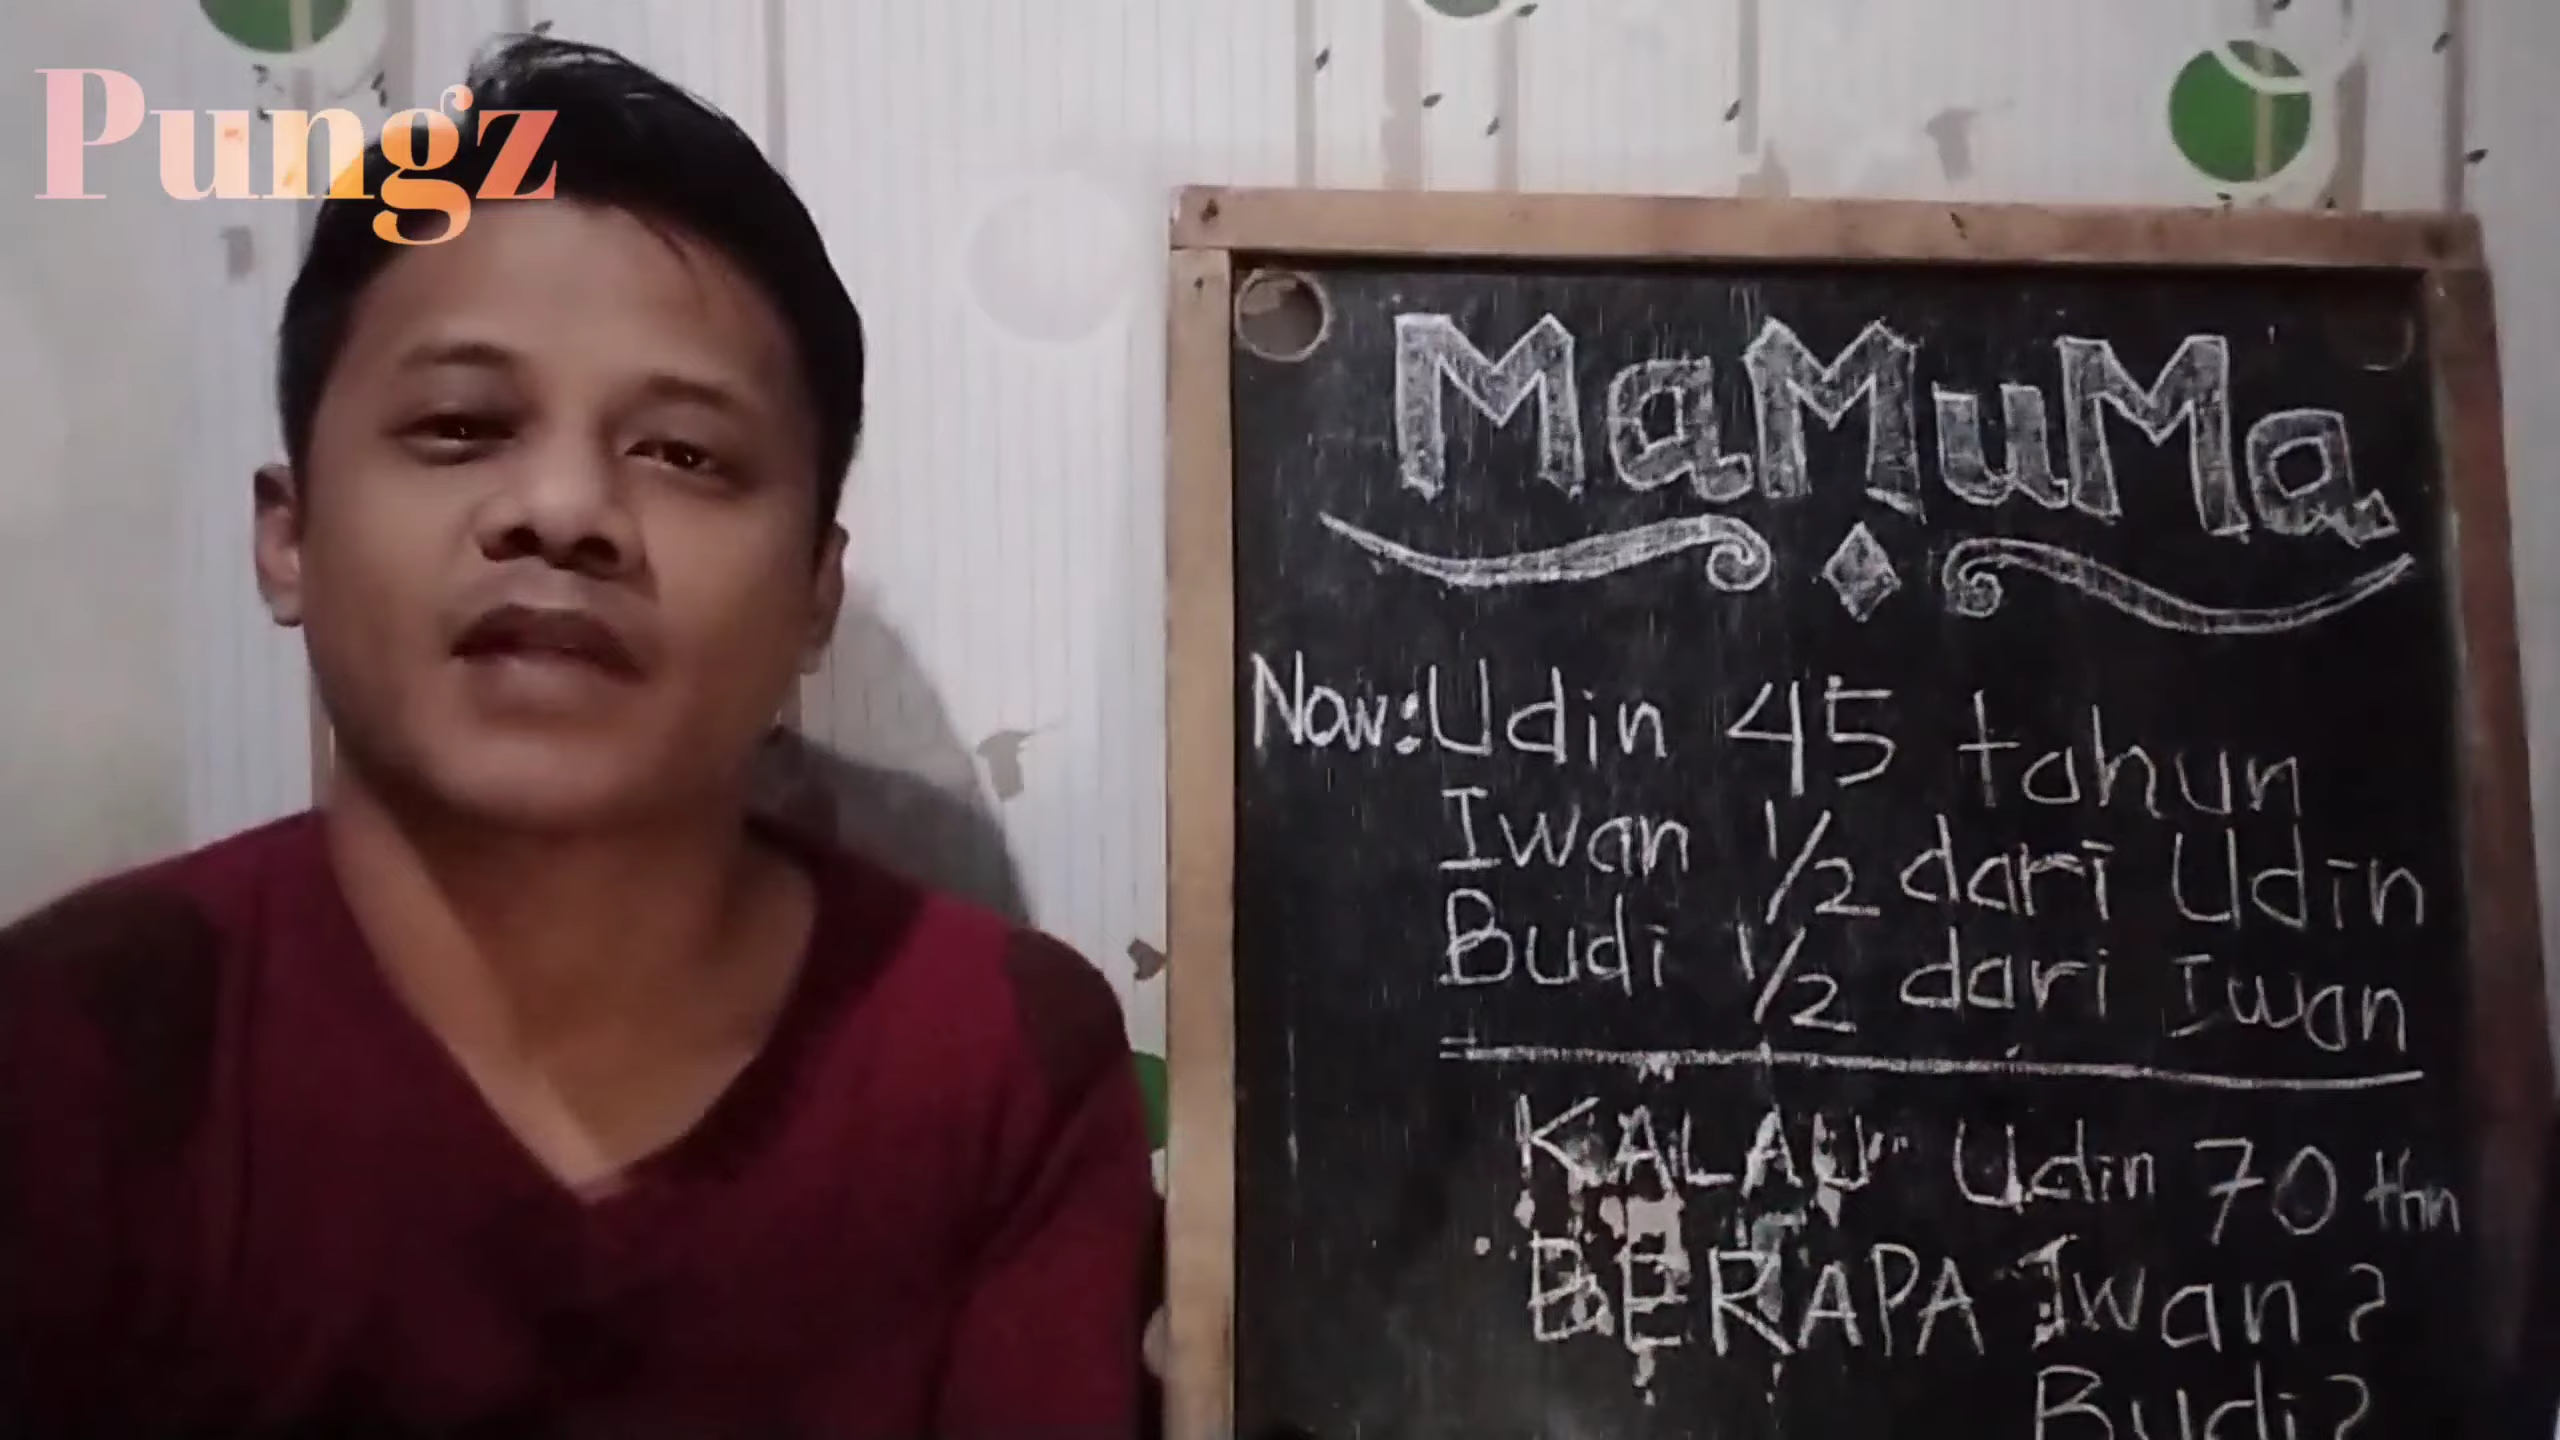 Pungz
MaMuMa
Now: Udin 45 tahun
Iwan 1/2 dari Udin
Budi 1/2 dari Iwan
KALAU Udin 70 thn
BERAPA Iwan?
Budi?